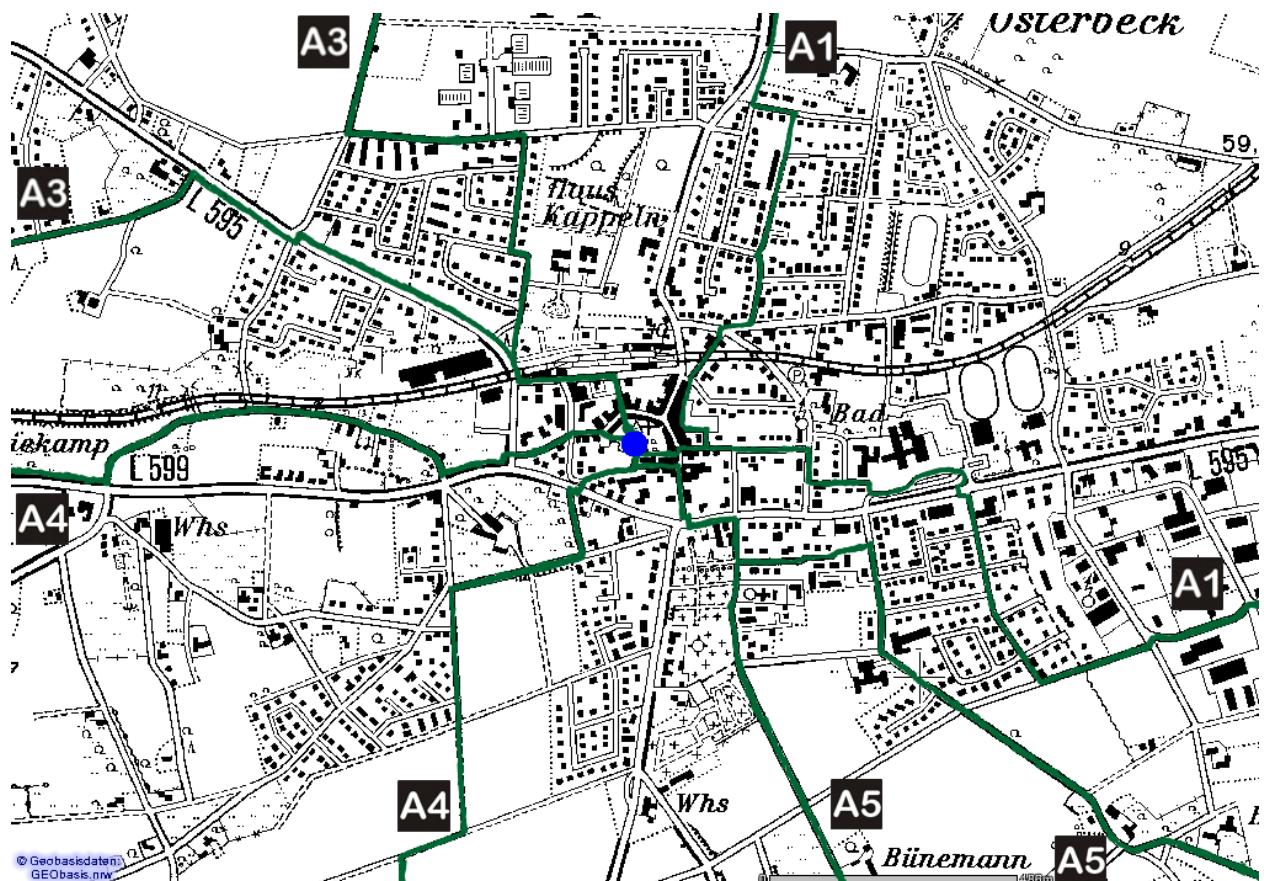 Osterbeck
A3
A1
59,
A3
L 595
Haus
Kappeln
P
Bad
iekamp
L 599
L 595
A4
Whs
A1
A4
Whs
A5
Bünemann
A5
© Geobasisdaten:
GEObasis.nrw